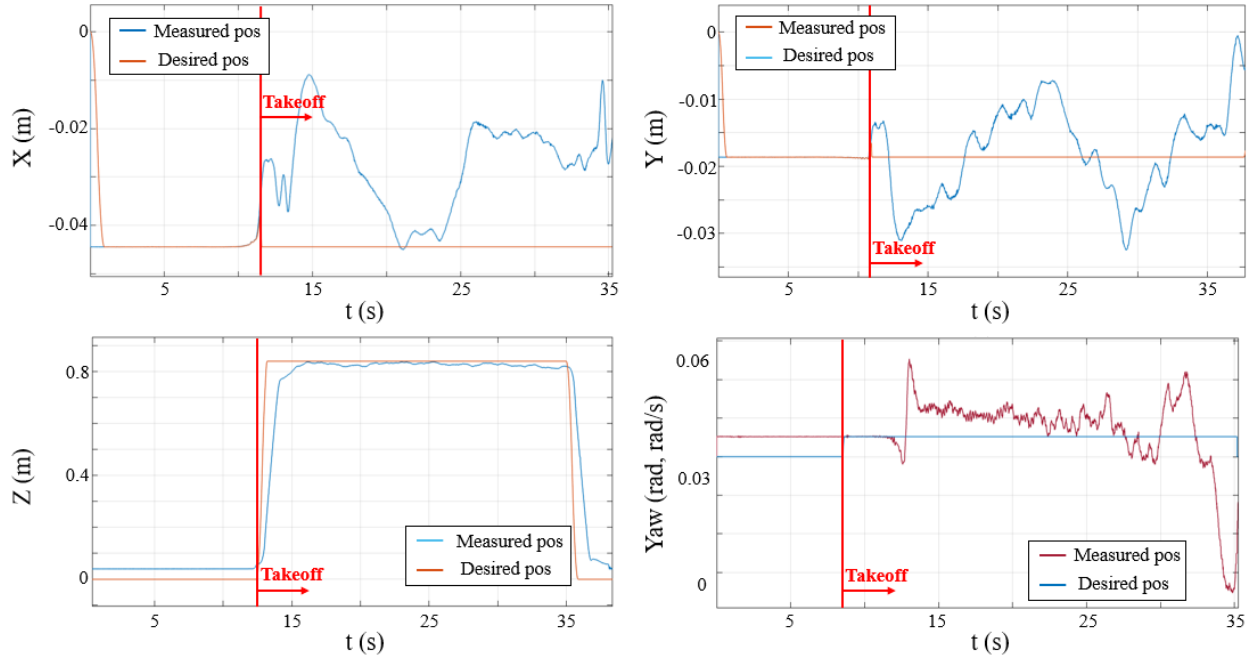 Measured pos
Desired pos
Takeoff
X (m)
0
-0.02
-0.04
5
15
25
35
t (s)
Measured pos
Desired pos
Takeoff
Y (m)
0
-0.01
-0.02
-0.03
5
15
25
35
t (s)
Measured pos
Desired pos
Takeoff
Z (m)
0.8
0.4
0
5
15
25
35
t (s)
Measured pos
Desired pos
Takeoff
Yaw (rad, rad/s)
0.06
0.03
0
5
15
25
35
t (s)